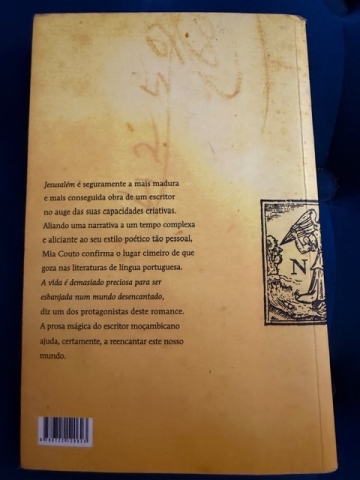 Jerusalém é seguramente a mais madura
e mais conseguida obra de um escritor
no auge das suas capacidades criativas.
Aliando uma narrativa a um tempo complexa
e aliciante ao seu estilo poético tão pessoal,
Mia Couto confirma o lugar cimeiro de que
goza nas literaturas de língua portuguesa.
A vida é demasiado preciosa para ser
esbanjada num mundo desencantado,
diz um dos protagonistas deste romance.
A prosa mágica do escritor moçambicano
ajuda, certamente, a reencantar este nosso
mundo.
N